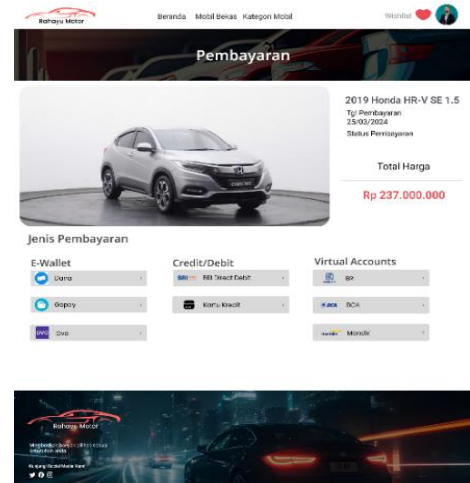 Rahayu Motor
Beranda Mobil Bekas Kategori Mobil
Wishlist
Pembayaran
2019 Honda HR-V SE 1.5
Tgl Pembayaran
25/03/2024
Status Pembayaran
Total Harga
Rp 237.000.000
Jenis Pembayaran
E-Wallet
Dana
Gopay
OVO Ovo
Credit/Debit
BRI Direct Debit
Kartu Kredit
Virtual Accounts
BRI
BCA BCA
Mandiri
Rahayu Motor